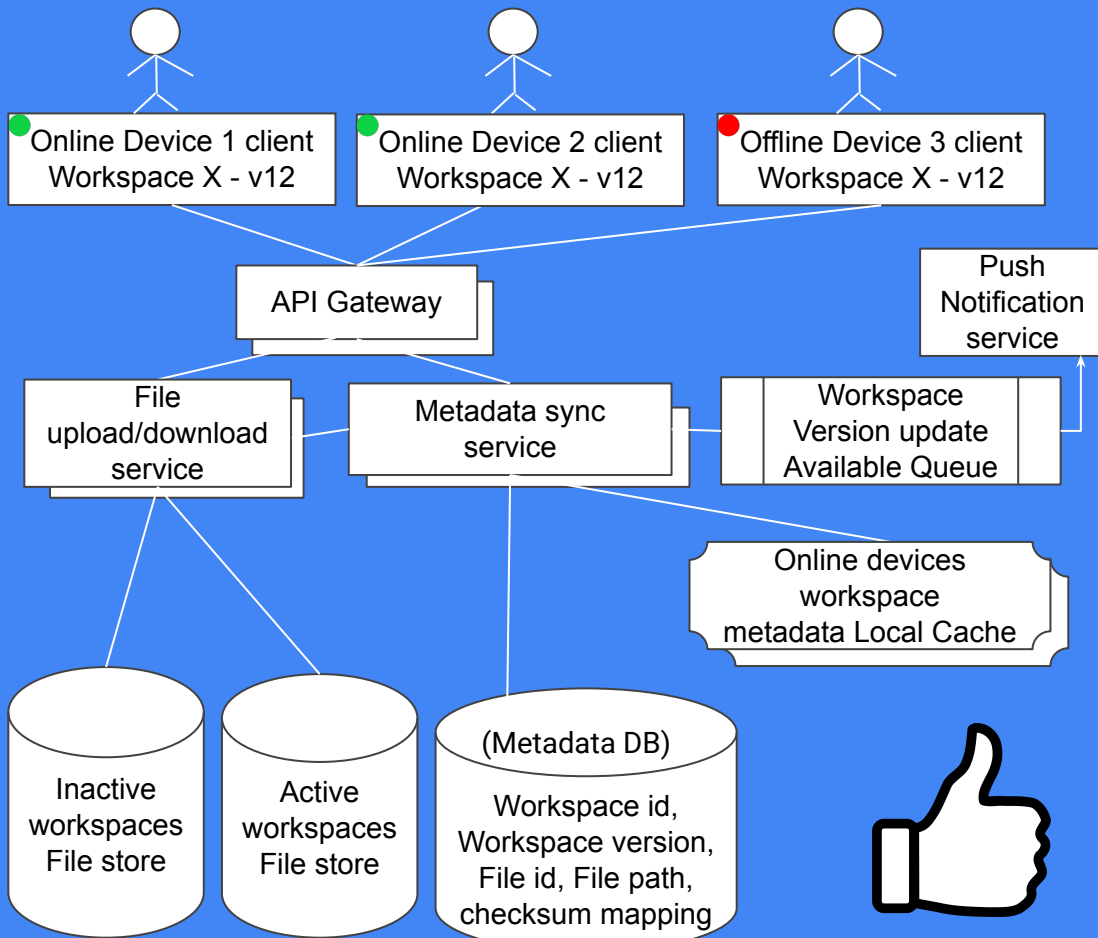 Online Device 1 client
Workspace X - v12
Online Device 2 client
Workspace X - v12
Offline Device 3 client
Workspace X - v12
API Gateway
Push
Notification
service
File
upload/download
service
Metadata sync
service
Workspace
Version update
Available Queue
Online devices
workspace
metadata Local Cache
Inactive
workspaces
File store
Active
workspaces
File store
(Metadata DB)
Workspace id,
Workspace version,
File id, File path,
checksum mapping